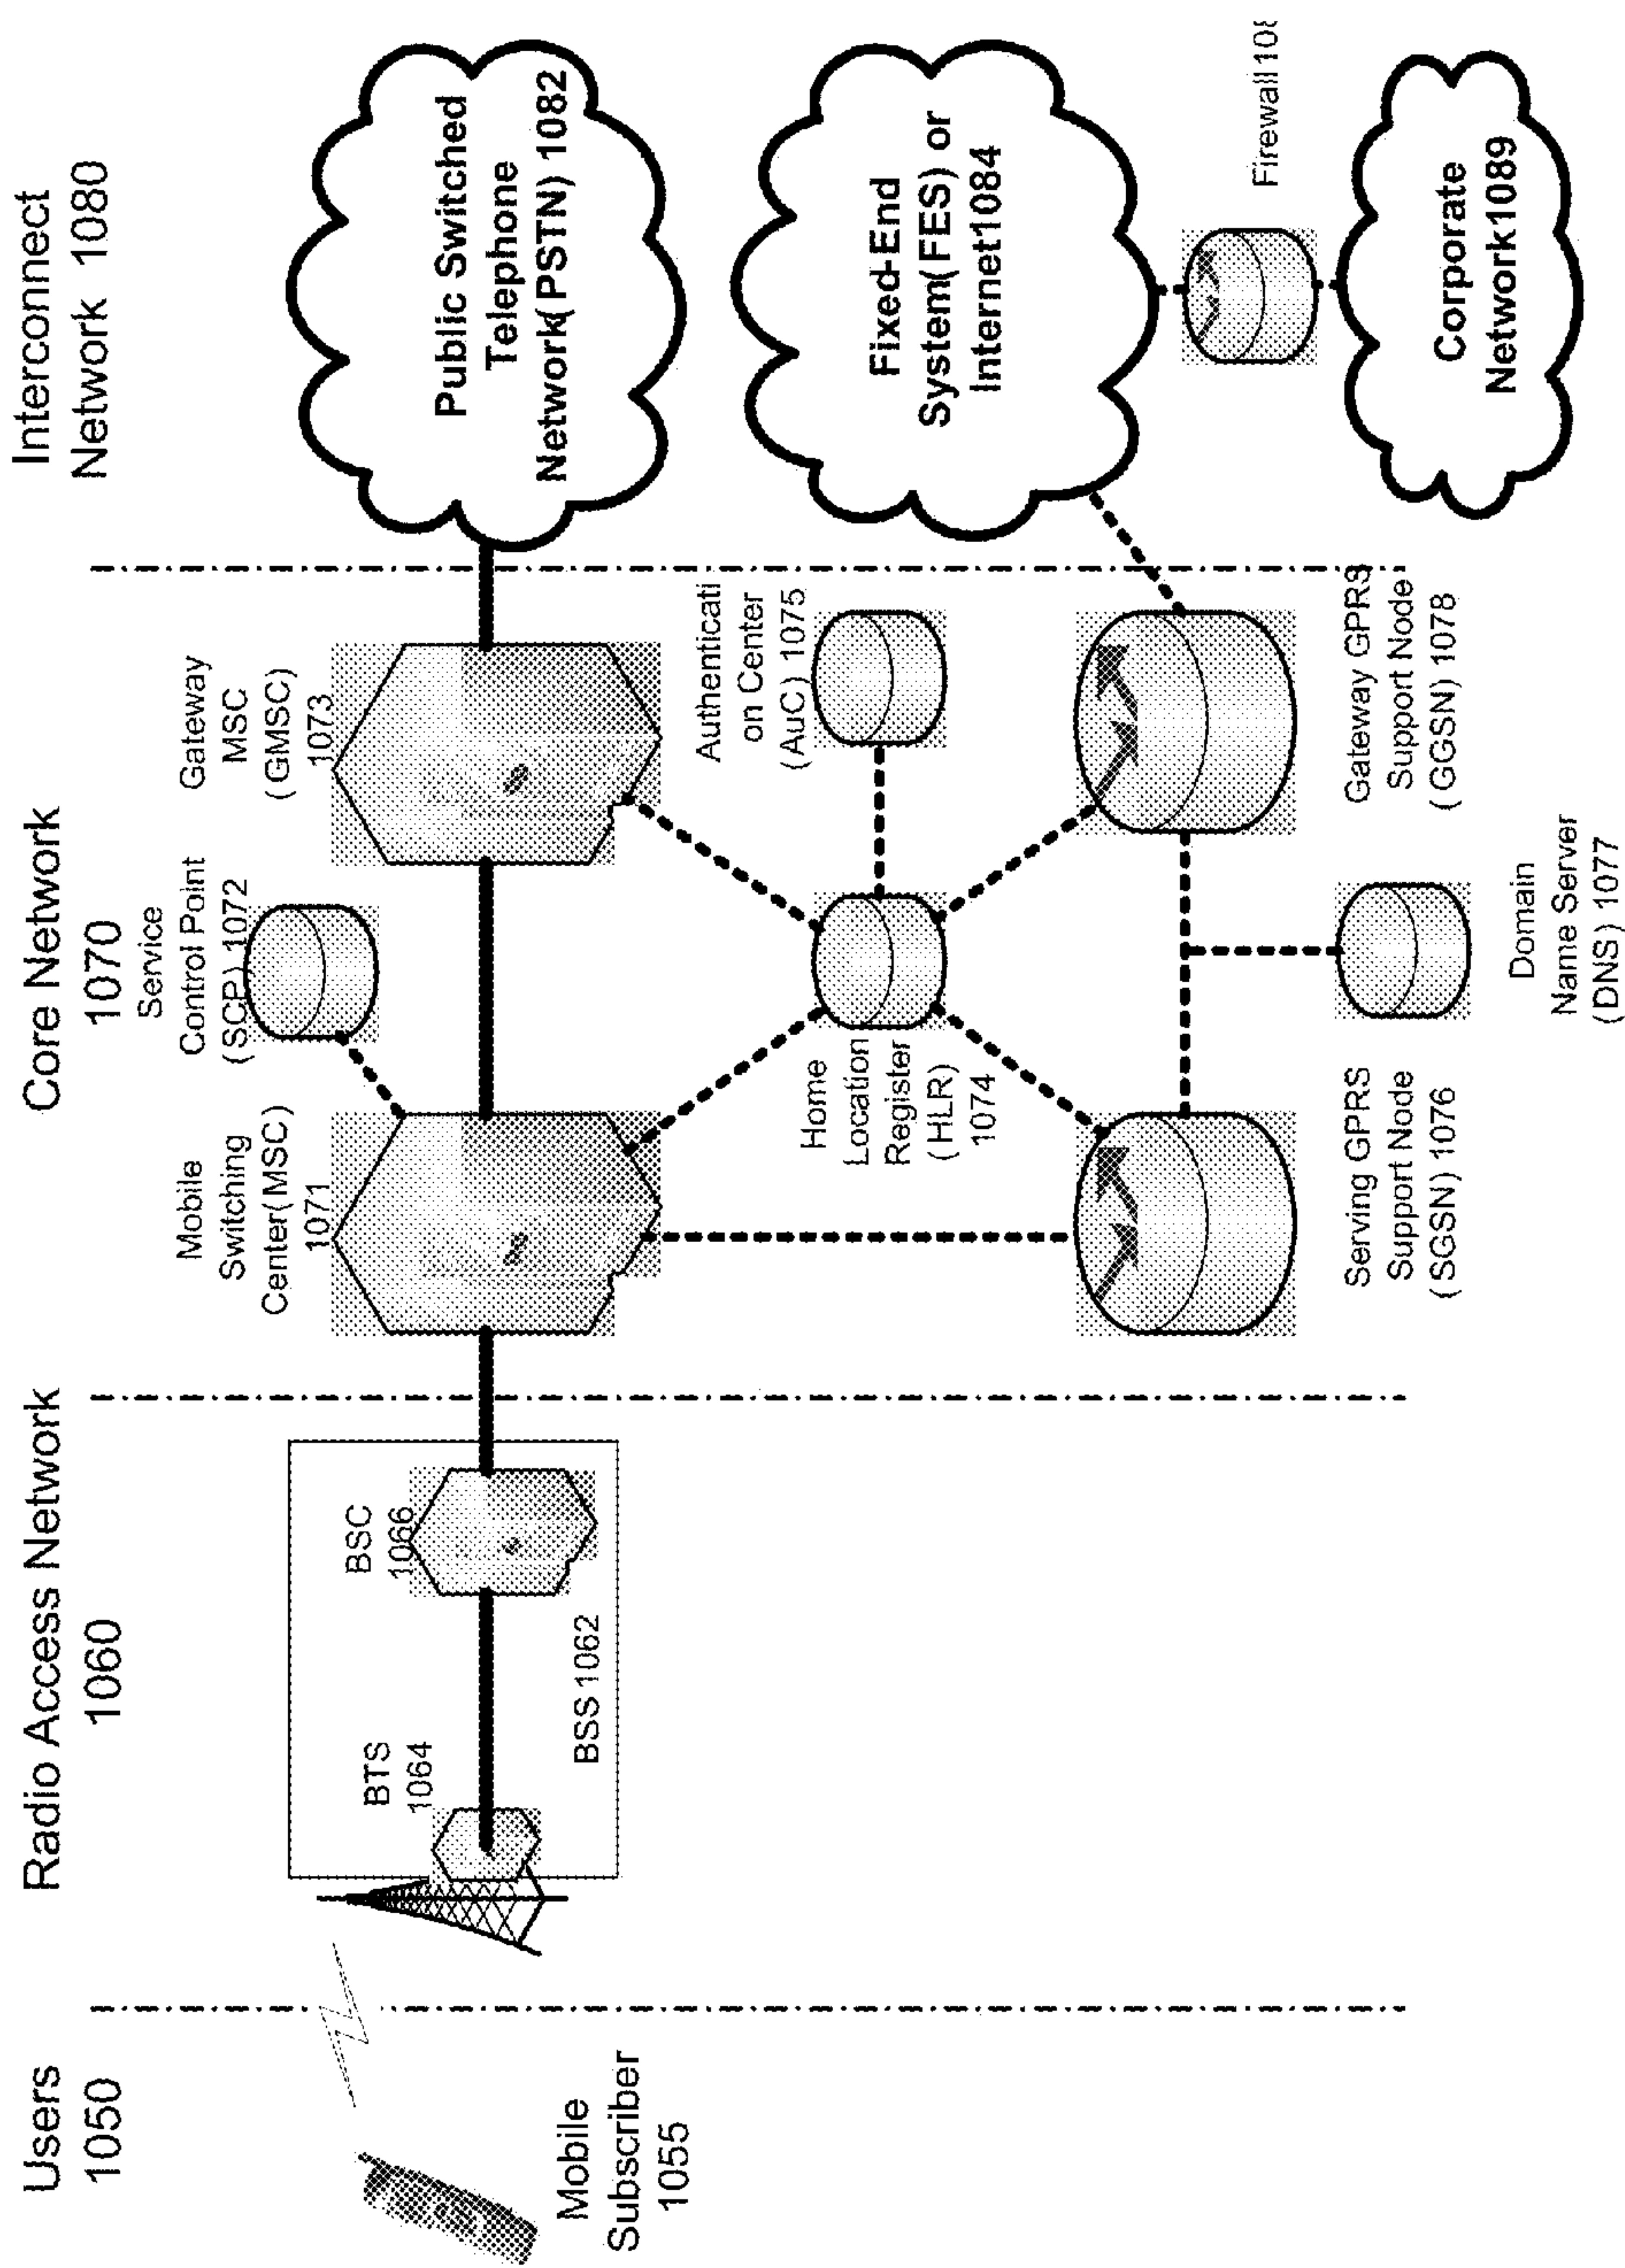 Users
1050
Radio Access Network
1060
Core Network
1070
Interconnect
Network 1080
Mobile
Subscriber
1055
BTS
1064
BSC
1066
BSS 1062
Mobile
Switching
Center(MSC)
1071
Service
Control Point
(SCP) 1072
Gateway
MSC
(GMSC)
1073
Home
Location
Register
(HLR)
1074
Authenticati
on Center
(AuC) 1075
Serving GPRS
Support Node
(SGSN) 1076
Domain
Name Server
(DNS) 1077
Gateway GPRS
Support Node
(GGSN) 1078
Public Switched
Telephone
Network(PSTN) 1082
Fixed-End
System(FES) or
Internet1084
Firewall
Corporate
Network1089